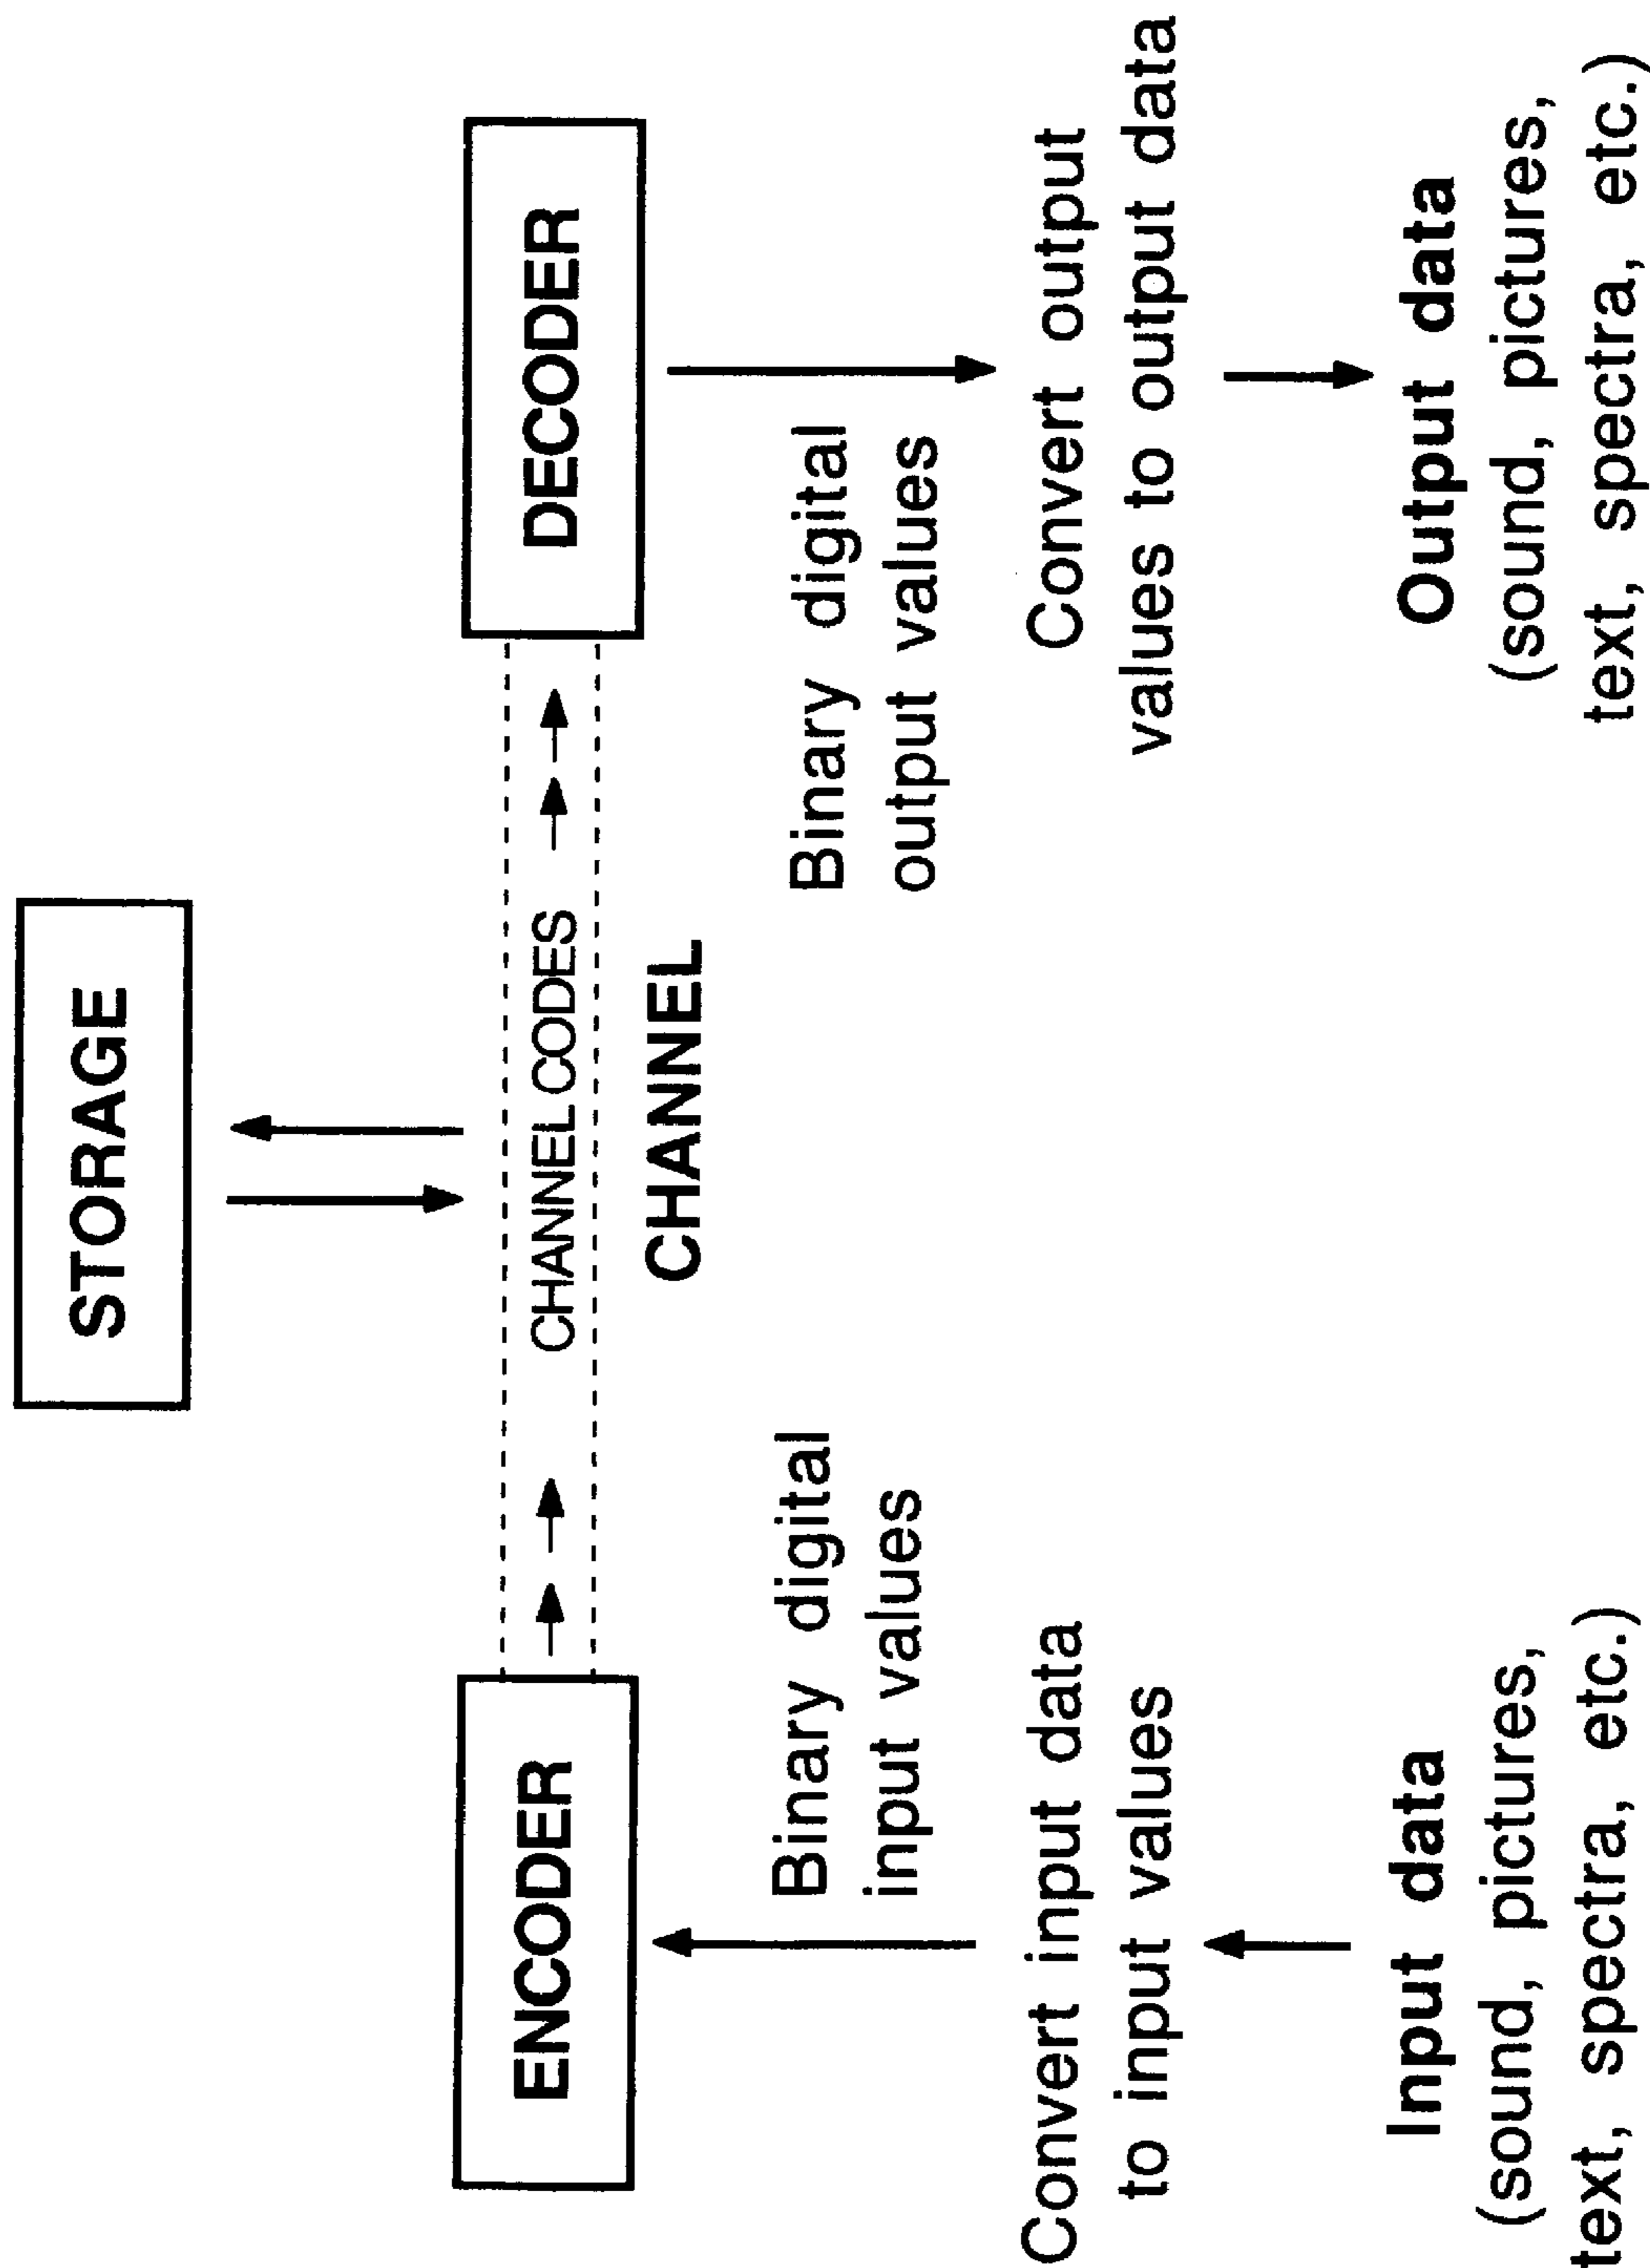 STORAGE
ENCODER
CHANNEL CODES
DECODER
CHANNEL
Binary digital
input values
Binary digital
output values
Convert input data
to input values
Convert output
values to output data
Input data
(sound, pictures,
text, spectra, etc.)
Output data
(sound, pictures,
text, spectra, etc.)